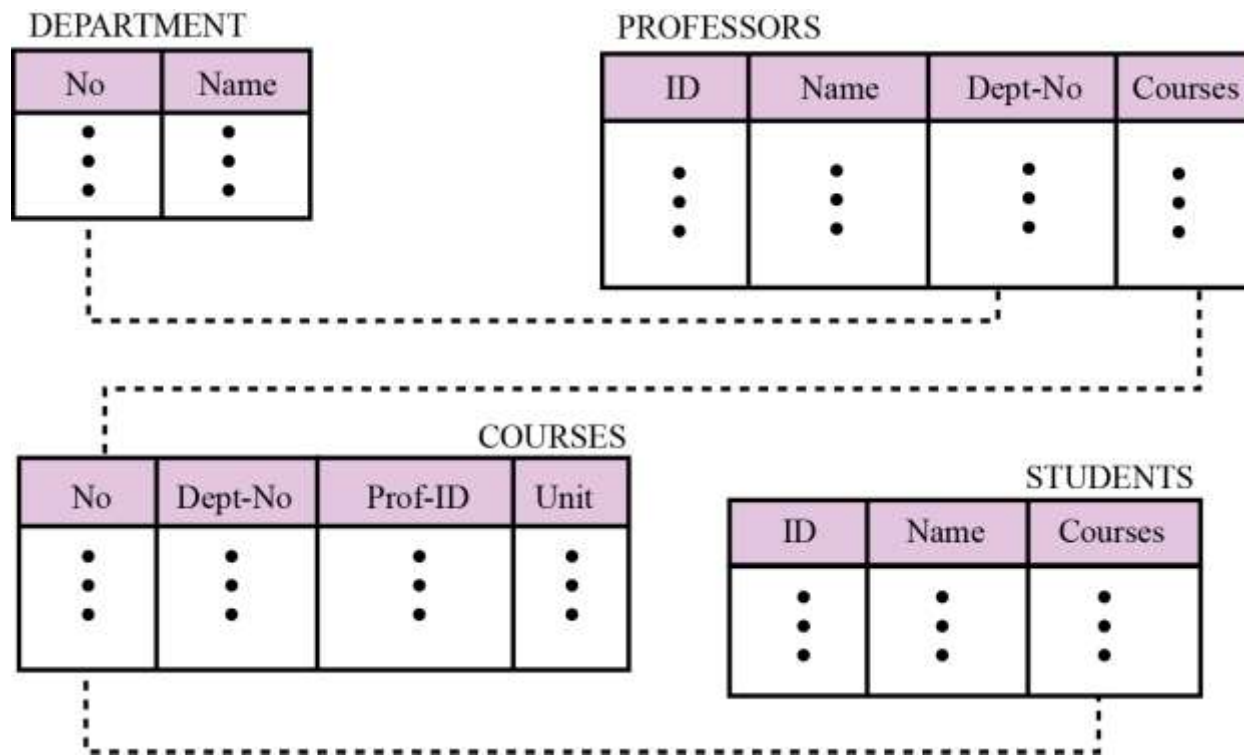 DEPARTMENT
No Name
PROFESSORS
ID Name Dept-No Courses
COURSES
No Dept-No Prof-ID Unit
STUDENTS
ID Name Courses